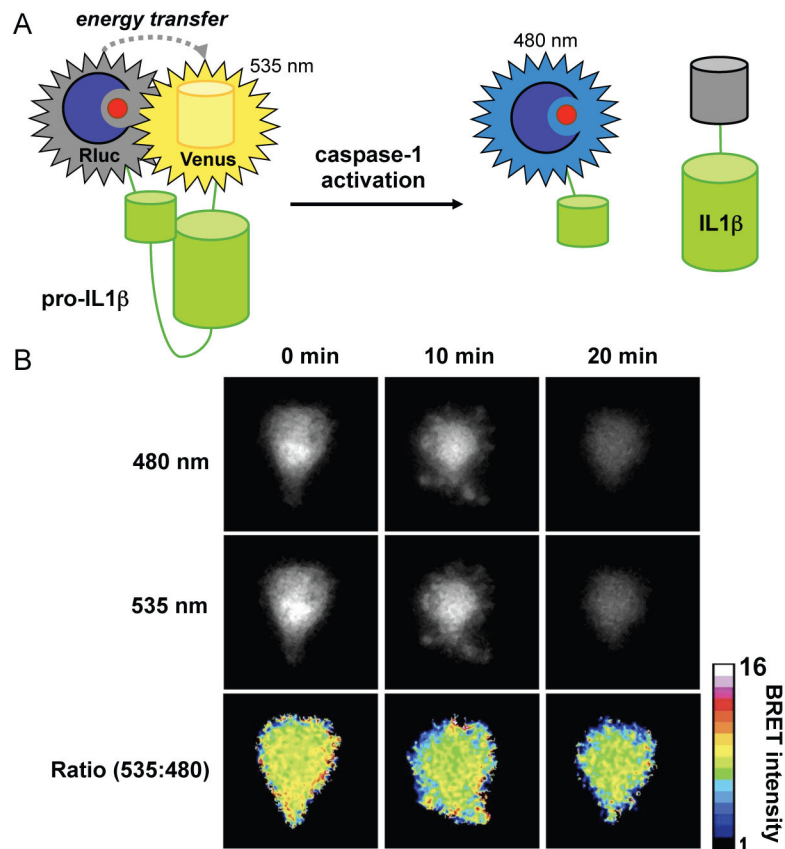 A
energy transfer
535 nm
Rluc
Venus
pro-IL1β
caspase-1
activation
480 nm
IL1β
B
0 min
10 min
20 min
480 nm
535 nm
Ratio (535:480)
16
BRET intensity
1